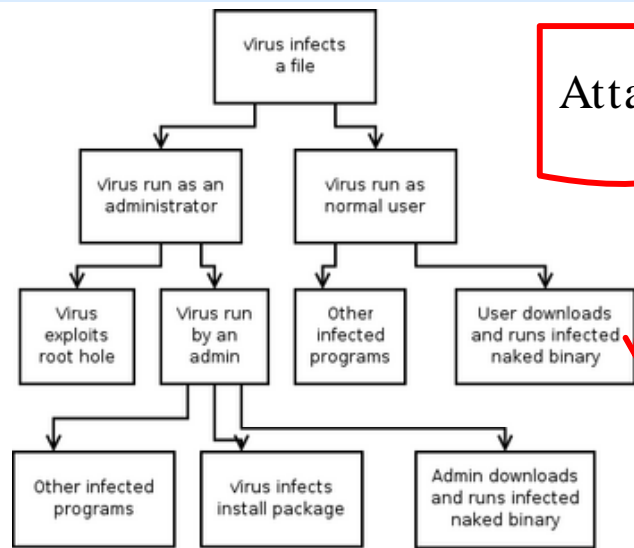 Virus infects
a file
Atta
Virus run as an
administrator
Virus run as
normal user
Virus
exploits
root hole
Virus run
by an
admin
Other
infected
programs
User downloads
and runs infected
naked binary
Other infected
programs
Virus infects
install package
Admin downloads
and runs infected
naked binary